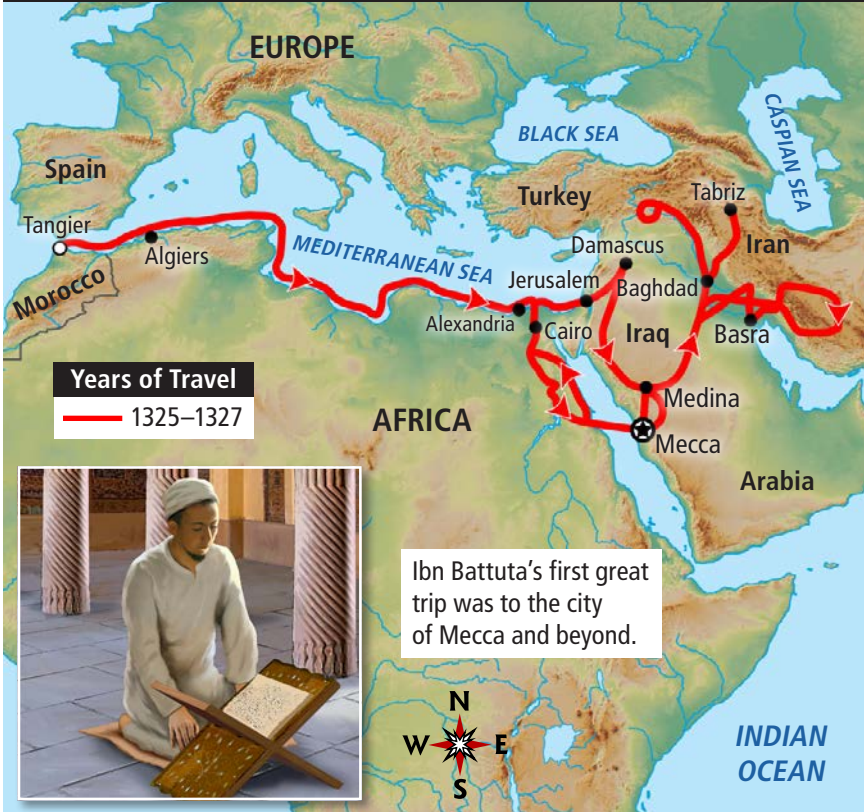 EUROPE
BLACK SEA
CASPIAN SEA
Spain
Turkey
Tabriz
Tangier
Algiers
MEDITERRANEAN SEA
Damascus
Iran
Morocco
Jerusalem
Baghdad
Alexandria
Cairo
Iraq
Basra
Years of Travel
1325–1327
AFRICA
Medina
Mecca
Arabia
Ibn Battuta’s first great
trip was to the city
of Mecca and beyond.
N
W
E
S
INDIAN
OCEAN